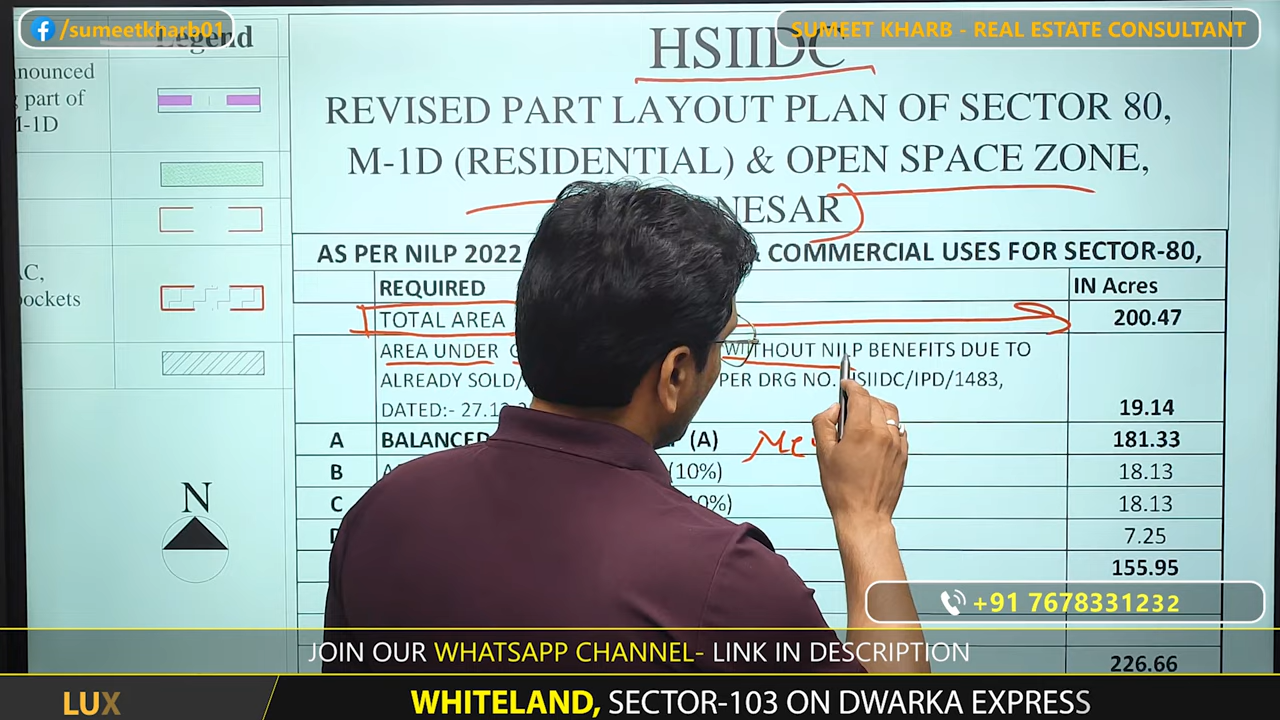 /sumeetkharb01
SUMEET KHARB - REAL ESTATE CONSULTANT
Legend
nounced
part of
M-1D
AC,
pockets
N
HSIIDC
REVISED PART LAYOUT PLAN OF SECTOR 80,
M-1D (RESIDENTIAL) & OPEN SPACE ZONE,
NESAR
AS PER NILP 2022 & COMMERCIAL USES FOR SECTOR-80,
REQUIRED IN Acres
TOTAL AREA 200.47
AREA UNDER WITHOUT NILP BENEFITS DUE TO
ALREADY SOLD/ PER DRG NO. HSIIDC/IPD/1483,
DATED:- 27.12 19.14
A BALANCED (A) 181.33
B (10%) 18.13
C 0%) 18.13
7.25
155.95
226.66
+91 7678331232
JOIN OUR WHATSAPP CHANNEL- LINK IN DESCRIPTION
LUX
WHITELAND, SECTOR-103 ON DWARKA EXPRESS